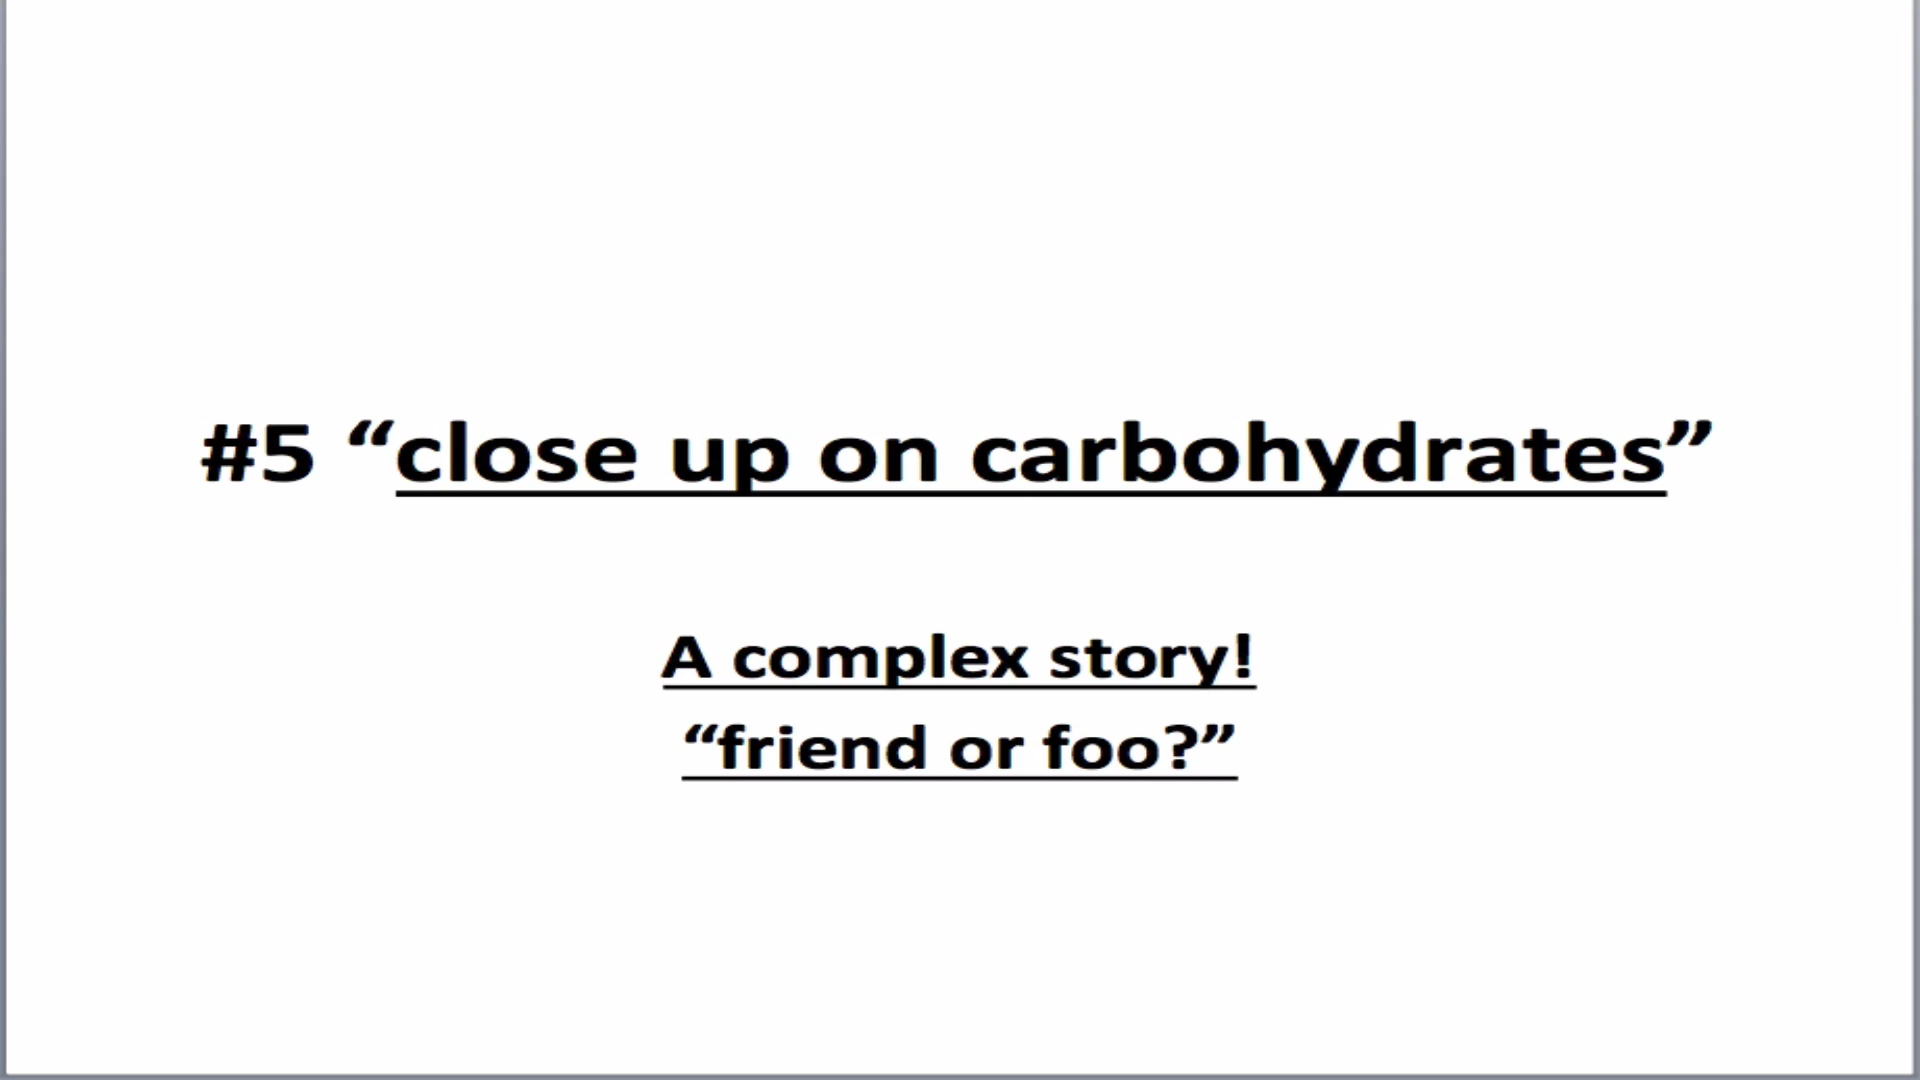 #5 “close up on carbohydrates”
A complex story!
“friend or foo?”